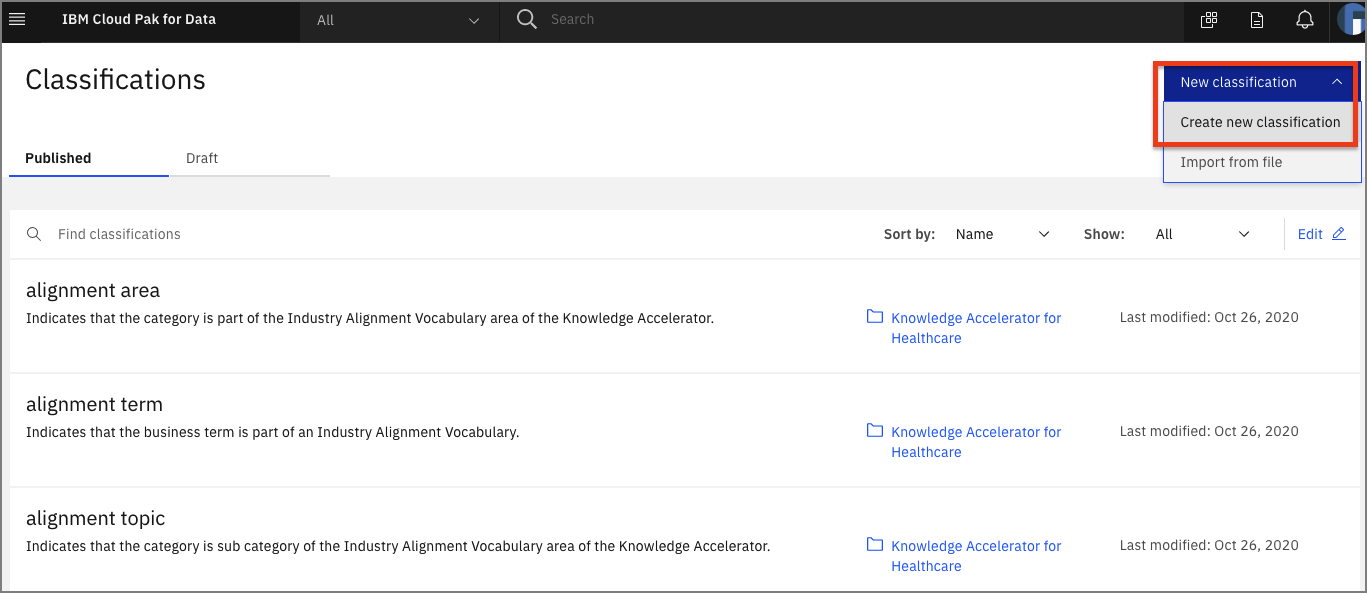 IBM Cloud Pak for Data
All
Search
Classifications
New classification
Create new classification
Import from file
Published
Draft
Find classifications
Sort by: Name
Show: All
Edit
alignment area
Indicates that the category is part of the Industry Alignment Vocabulary area of the Knowledge Accelerator.
Knowledge Accelerator for
Healthcare
Last modified: Oct 26, 2020
alignment term
Indicates that the business term is part of an Industry Alignment Vocabulary.
Knowledge Accelerator for
Healthcare
Last modified: Oct 26, 2020
alignment topic
Indicates that the category is sub category of the Industry Alignment Vocabulary area of the Knowledge Accelerator.
Knowledge Accelerator for
Healthcare
Last modified: Oct 26, 2020